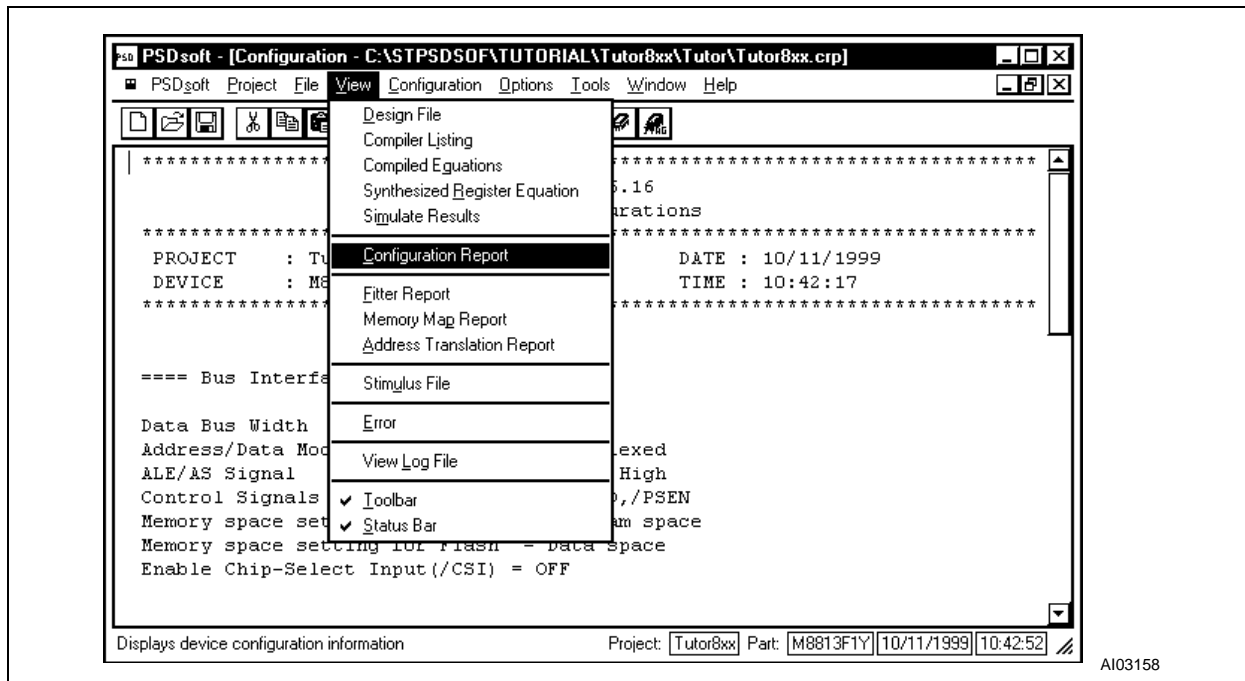 PSD PSDsoft - [Configuration - C:\STPSDSOF\TUTORIAL\Tutor8xx\Tutor\Tutor8xx.crp]
PSDsoft Project File View Configuration Options Tools Window Help
Design File
Compiler Listing
Compiled Equations
Synthesized Register Equation
Simulate Results
Configuration Report
Fitter Report
Memory Map Report
Address Translation Report
Stimulus File
Error
View Log File
✔ Toolbar
✔ Status Bar
**************** ************************************
5.16
urations
**************** ************************************
PROJECT : Tu DATE : 10/11/1999
DEVICE : M8 TIME : 10:42:17
**************** ************************************
==== Bus Interfa
Data Bus Width
Address/Data Mod exed
ALE/AS Signal High
Control Signals ,/PSEN
Memory space set am space
Memory space setting for Flash - Data space
Enable Chip-Select Input(/CSI) = OFF
Displays device configuration information Project: Tutor8xx Part: M8813F1Y 10/11/1999 10:42:52
AI03158